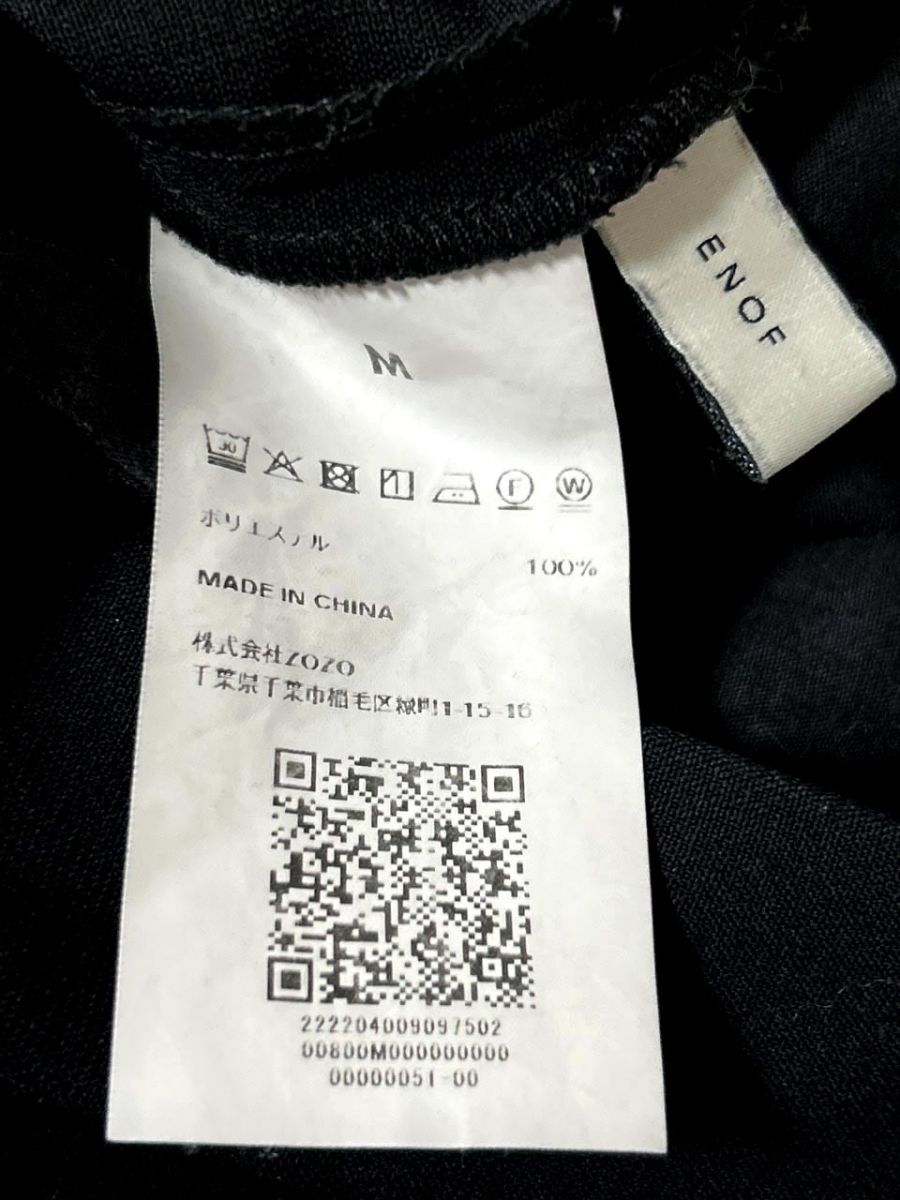 M
ENOF
30
F
W
ポリエステル
100%
MADE IN CHINA
株式会社ZOZO
千葉県千葉市稲毛区緑町1-15-16
222204009097502
00800M000000000
00000051-00